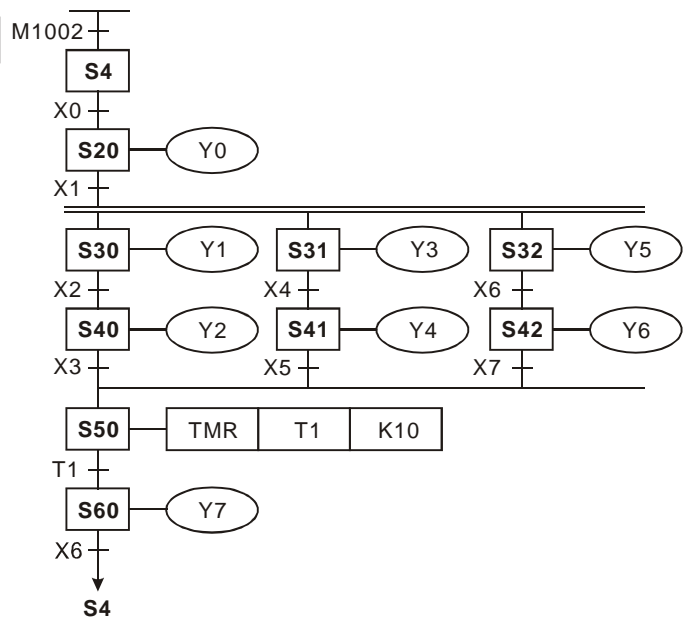 M1002
S4
X0
S20 Y0
X1
S30 Y1 S31 Y3 S32 Y5
X2 X4 X6
S40 Y2 S41 Y4 S42 Y6
X3 X5 X7
S50 TMR T1 K10
T1
S60 Y7
X6
S4